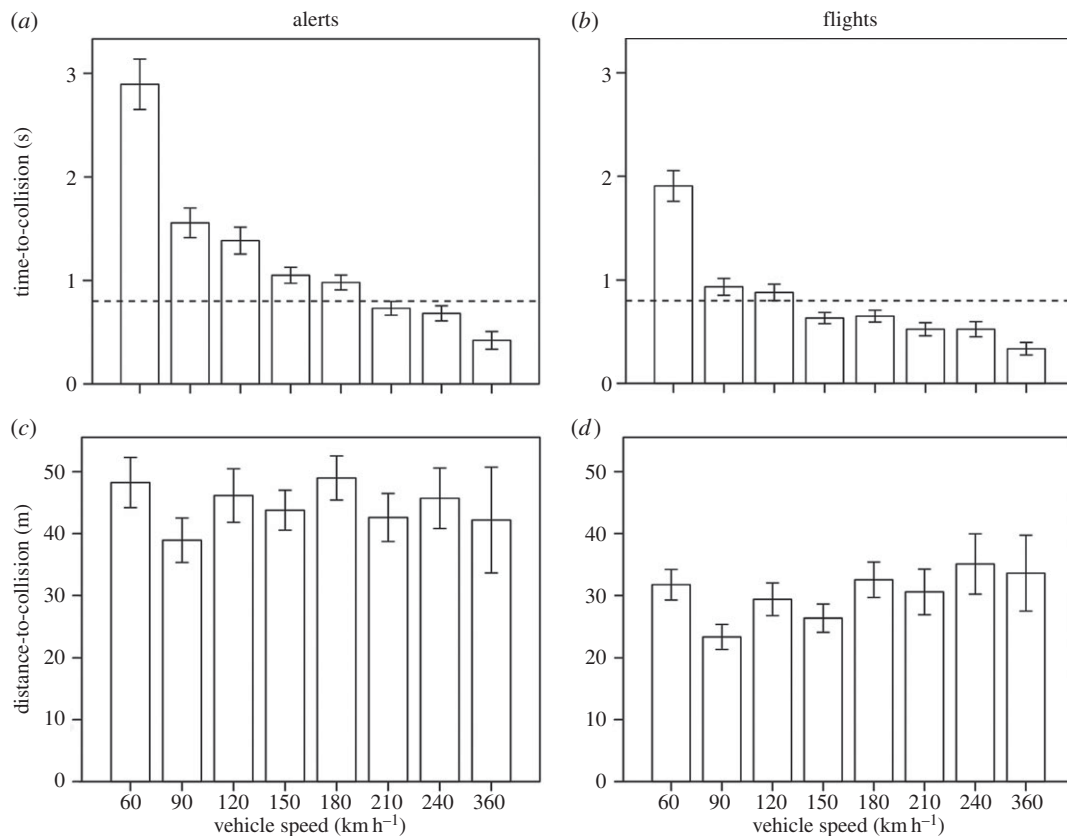 (a) alerts
(b) flights
time-to-collision (s)
3
2
1
0
3
2
1
0
(c)
(d)
distance-to-collision (m)
50
40
30
20
10
0
50
40
30
20
10
0
60 90 120 150 180 210 240 360
vehicle speed (km h⁻¹)
60 90 120 150 180 210 240 360
vehicle speed (km h⁻¹)